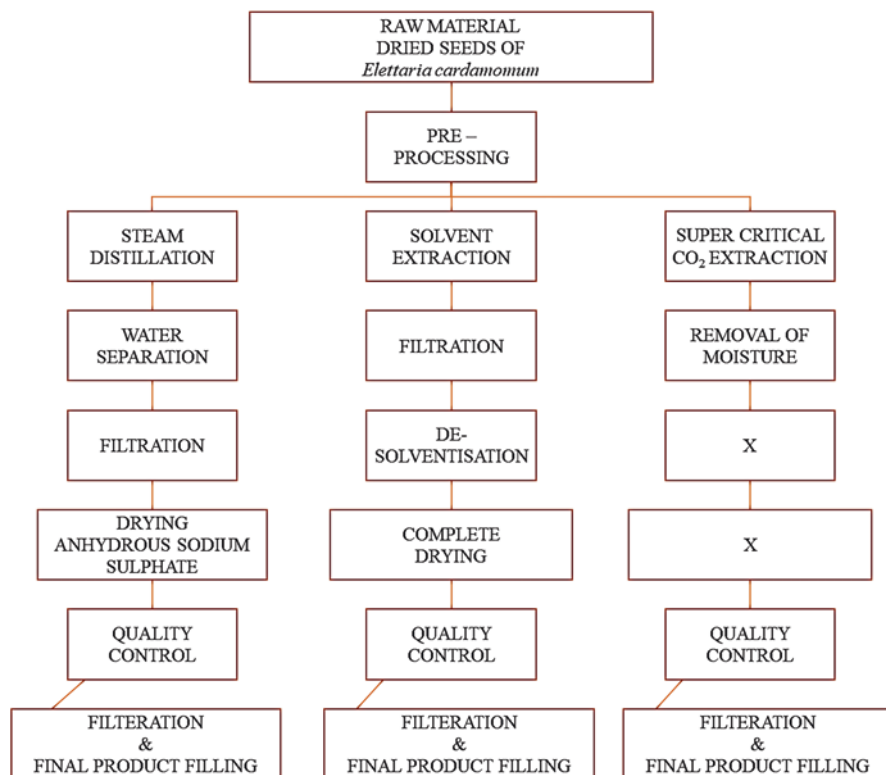 RAW MATERIAL
DRIED SEEDS OF
Elettaria cardamomum
PRE –
PROCESSING
STEAM
DISTILLATION
SOLVENT
EXTRACTION
SUPER CRITICAL
CO₂ EXTRACTION
WATER
SEPARATION
FILTRATION
REMOVAL OF
MOISTURE
FILTRATION
DE-
SOLVENTISATION
X
DRYING
ANHYDROUS SODIUM
SULPHATE
COMPLETE
DRYING
X
QUALITY
CONTROL
QUALITY
CONTROL
QUALITY
CONTROL
FILTERATION
&
FINAL PRODUCT FILLING
FILTERATION
&
FINAL PRODUCT FILLING
FILTERATION
&
FINAL PRODUCT FILLING